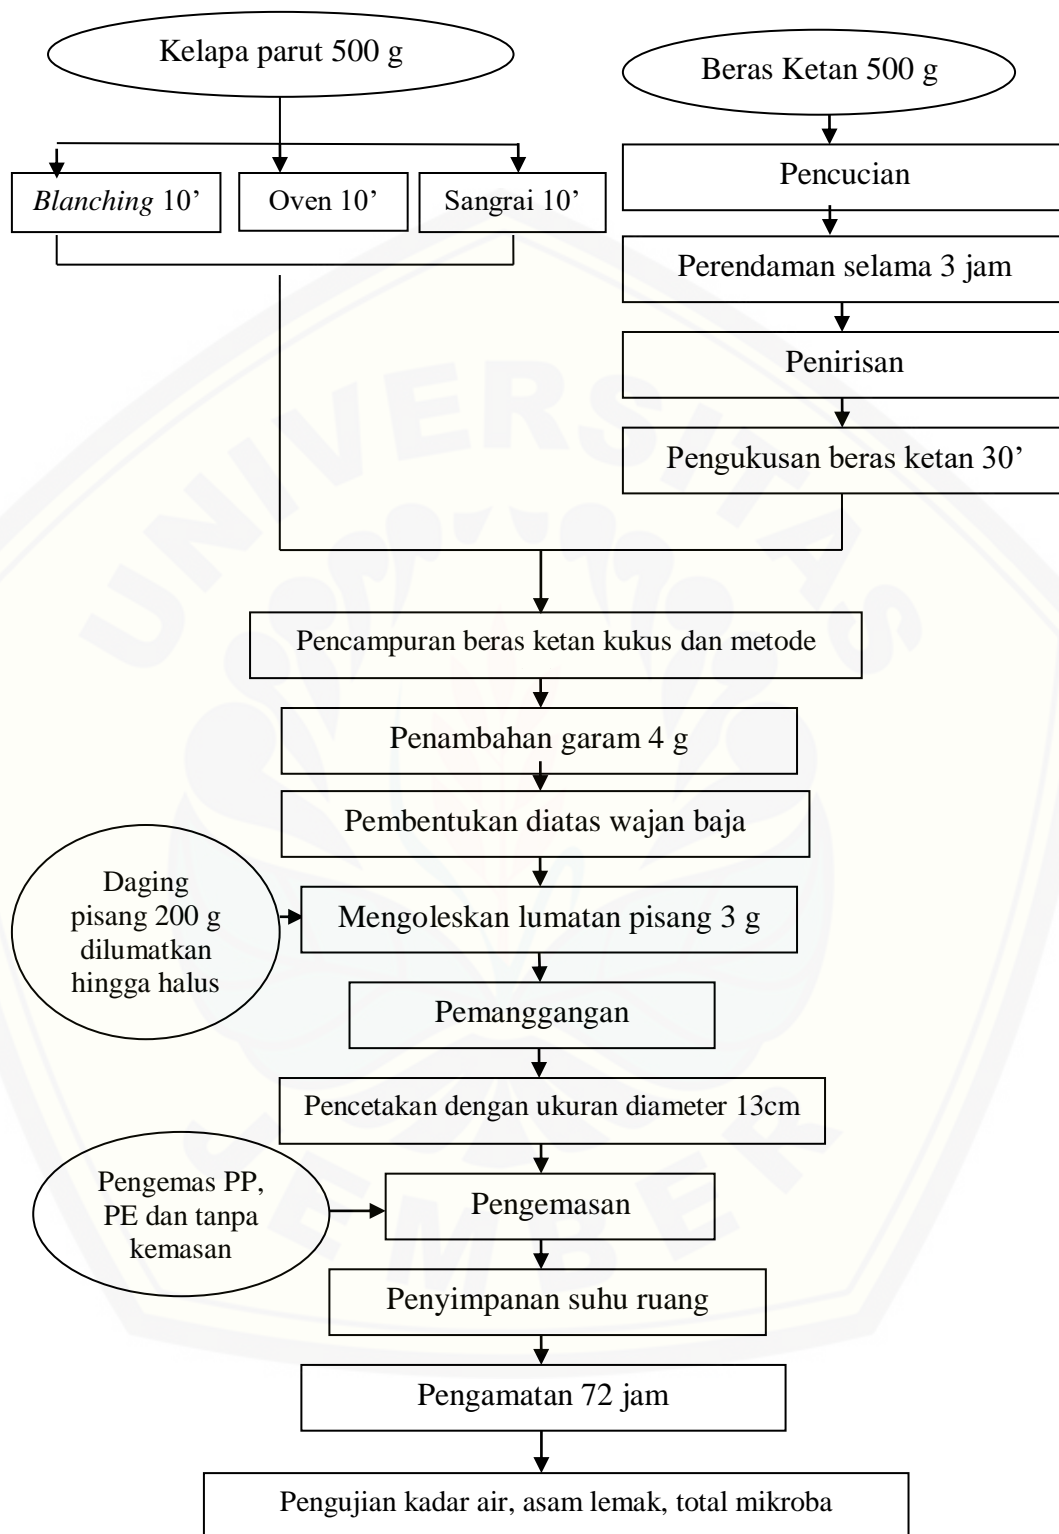 Kelapa parut 500 g
Beras Ketan 500 g
Blanching 10’
Oven 10’
Sangrai 10’
Pencucian
Perendaman selama 3 jam
Penirisan
Pengukusan beras ketan 30’
Pencampuran beras ketan kukus dan metode
Penambahan garam 4 g
Pembentukan diatas wajan baja
Daging
pisang 200 g
dilumatkan
hingga halus
Mengoleskan lumatan pisang 3 g
Pemanggangan
Pencetakan dengan ukuran diameter 13cm
Pengemas PP,
PE dan tanpa
kemasan
Pengemasan
Penyimpanan suhu ruang
Pengamatan 72 jam
Pengujian kadar air, asam lemak, total mikroba
UNIVERSITAS
JEMBER